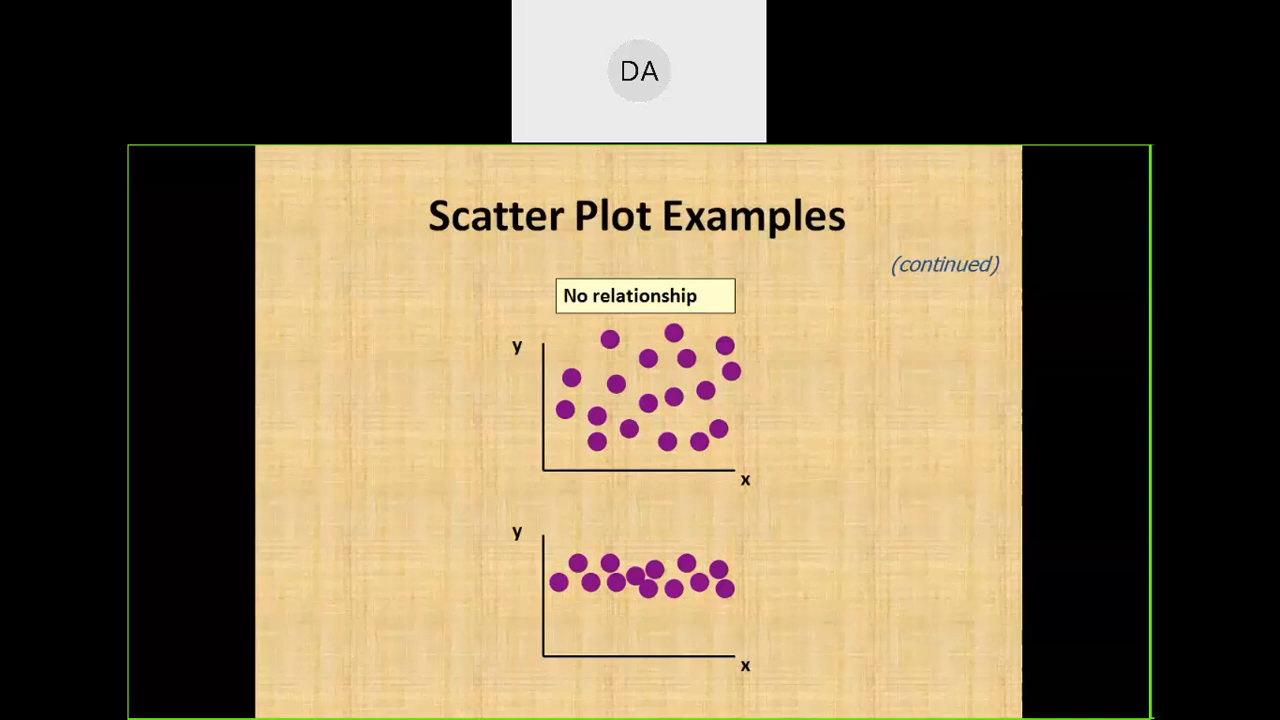 DA
Scatter Plot Examples
(continued)
No relationship
y
x
y
x